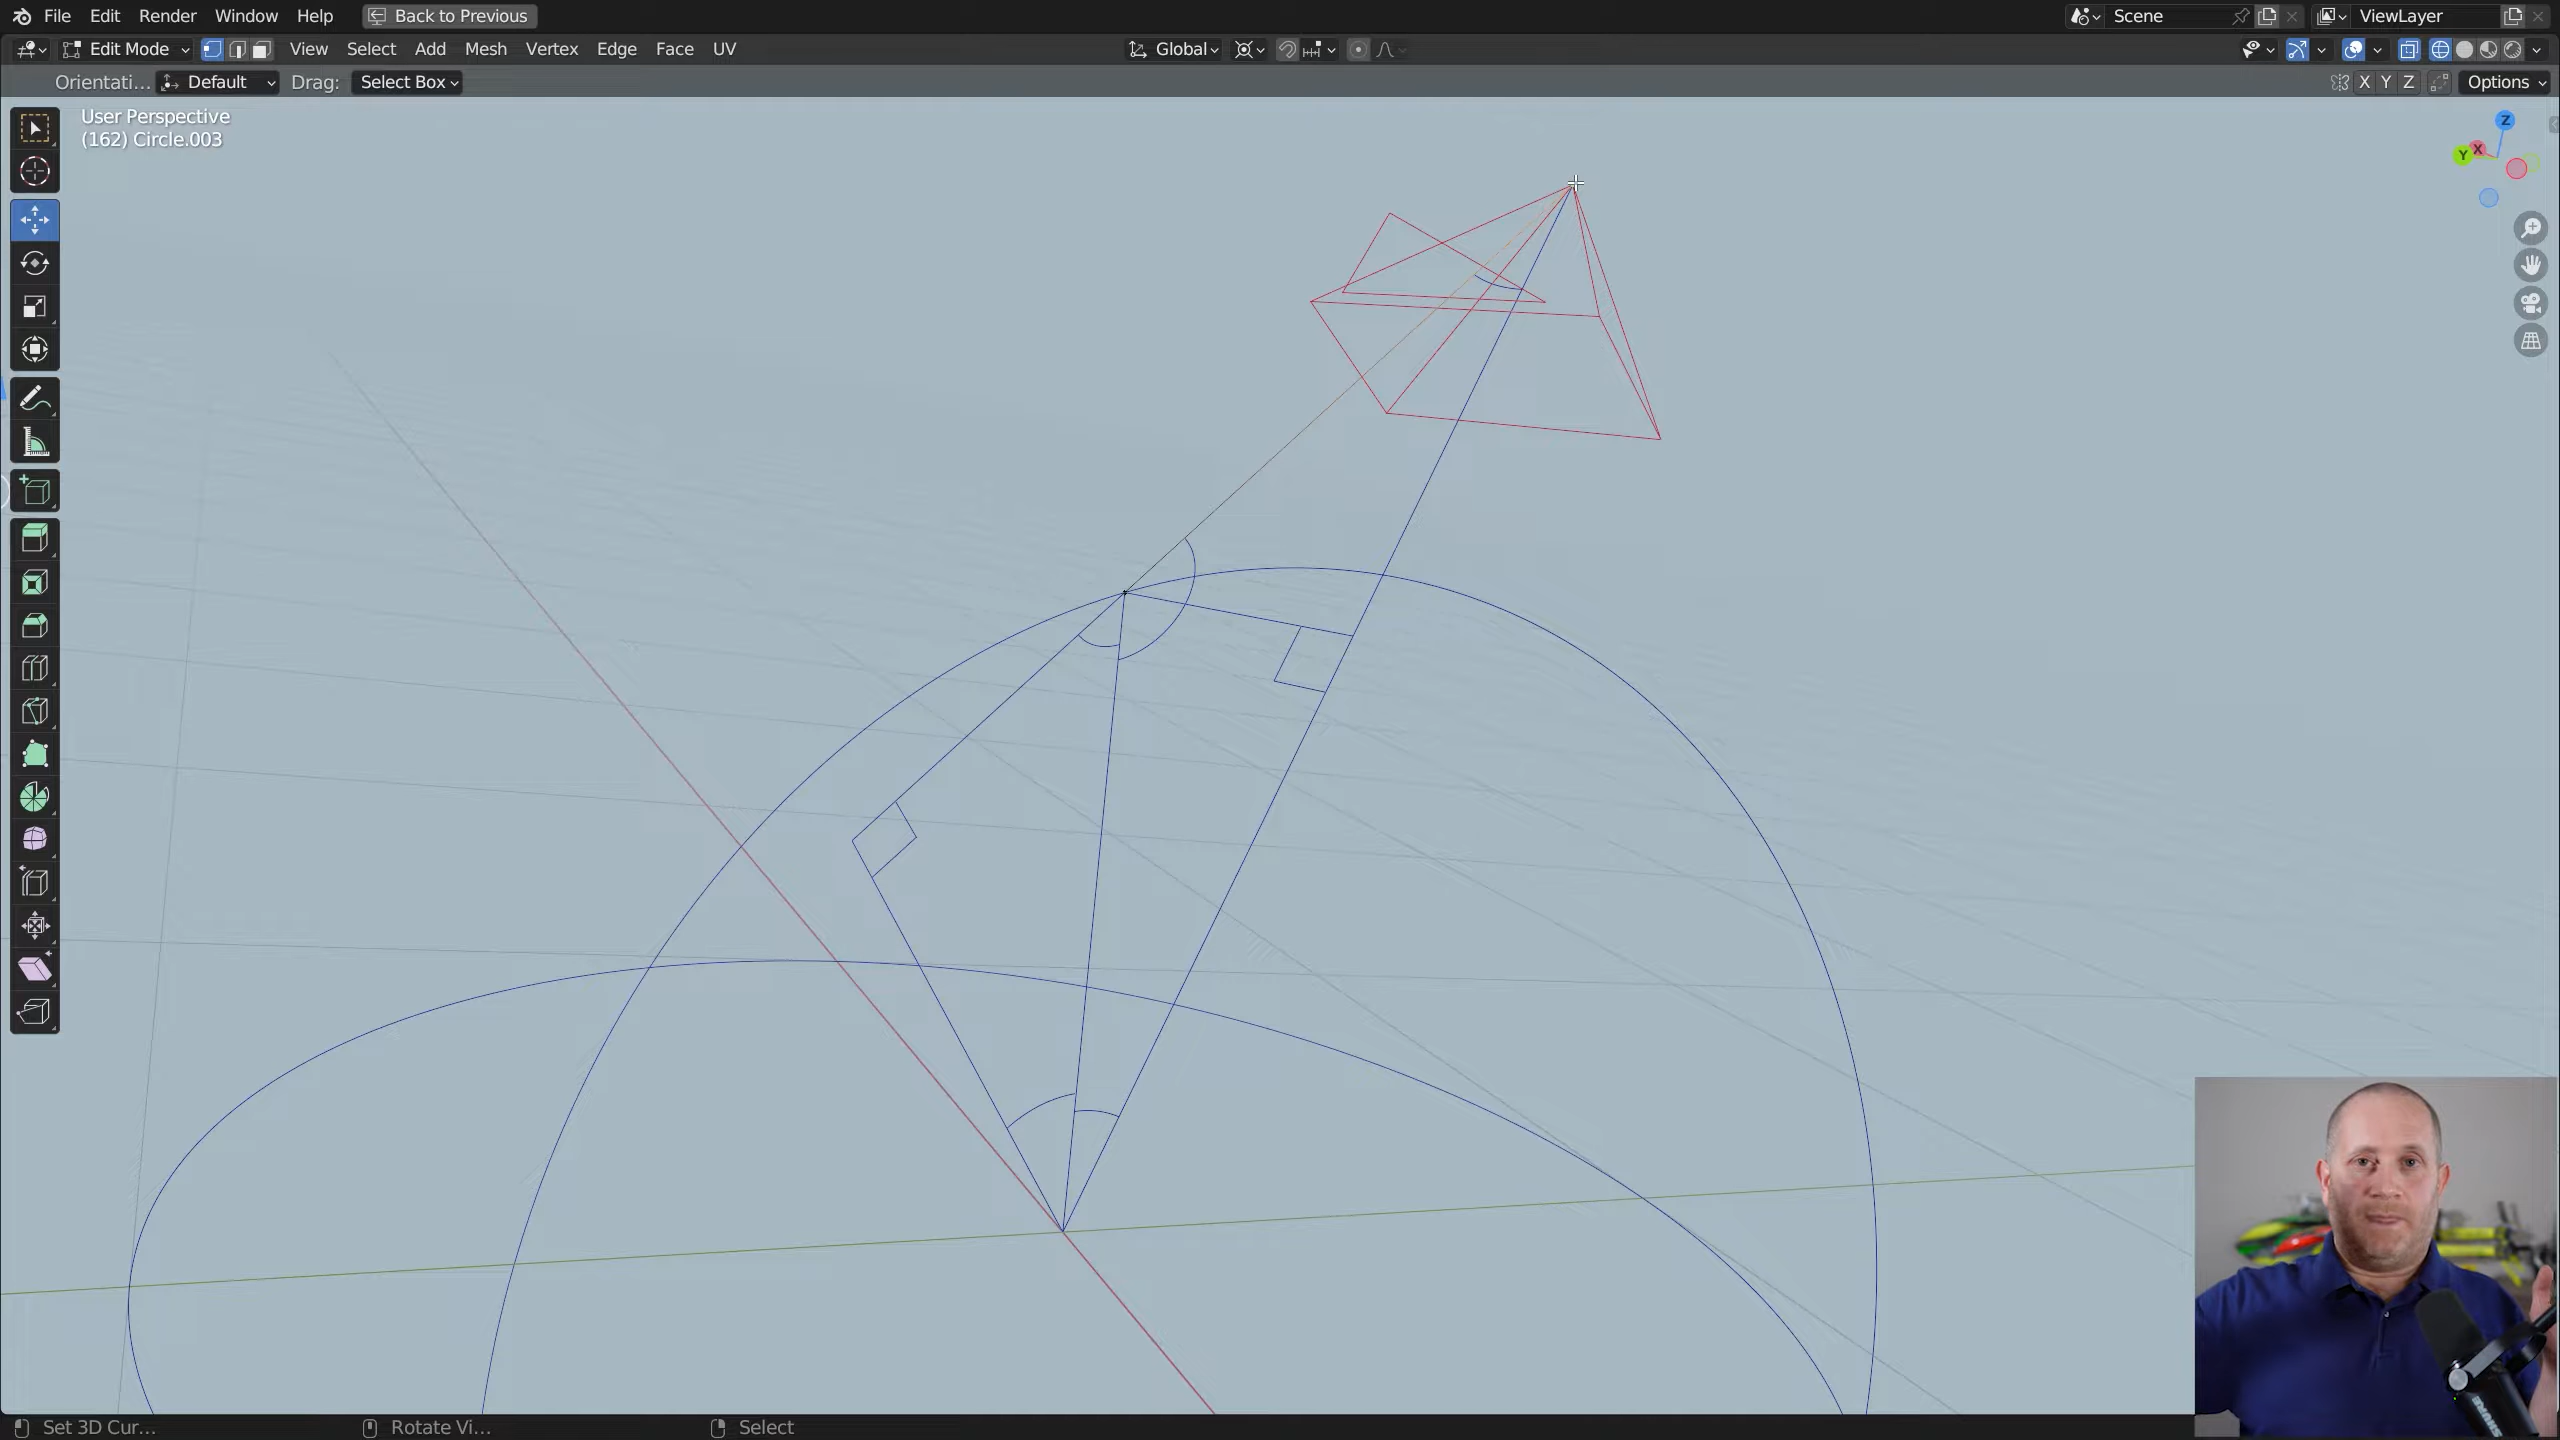 File Edit Render Window Help Back to Previous Scene ViewLayer
Edit Mode View Select Add Mesh Vertex Edge Face UV Global
Orientati... Default Drag: Select Box X Y Z Options
User Perspective
(162) Circle.003
Z
Y X
Set 3D Cur... Rotate Vi... Select